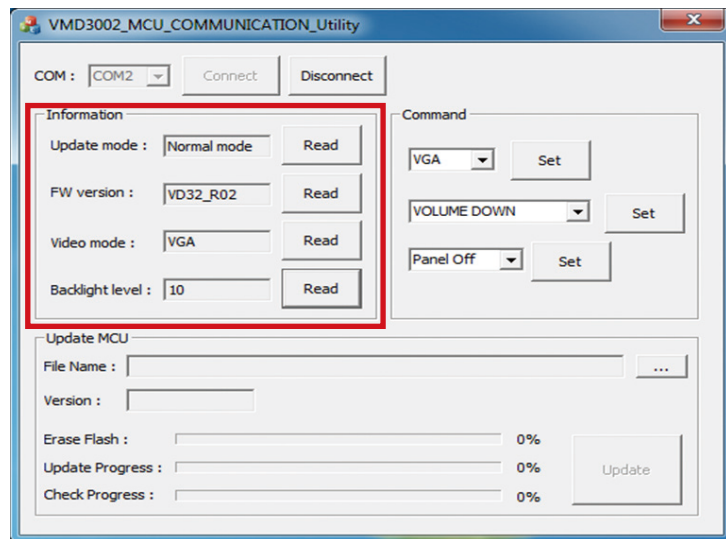 VMD3002_MCU_COMMUNICATION_Utility
COM : COM2 Connect Disconnect
Information
Update mode : Normal mode Read
FW version : VD32_R02 Read
Video mode : VGA Read
Backlight level : 10 Read
Command
VGA Set
VOLUME DOWN Set
Panel Off Set
Update MCU
File Name : ...
Version :
Erase Flash : 0%
Update Progress : 0%
Check Progress : 0%
Update